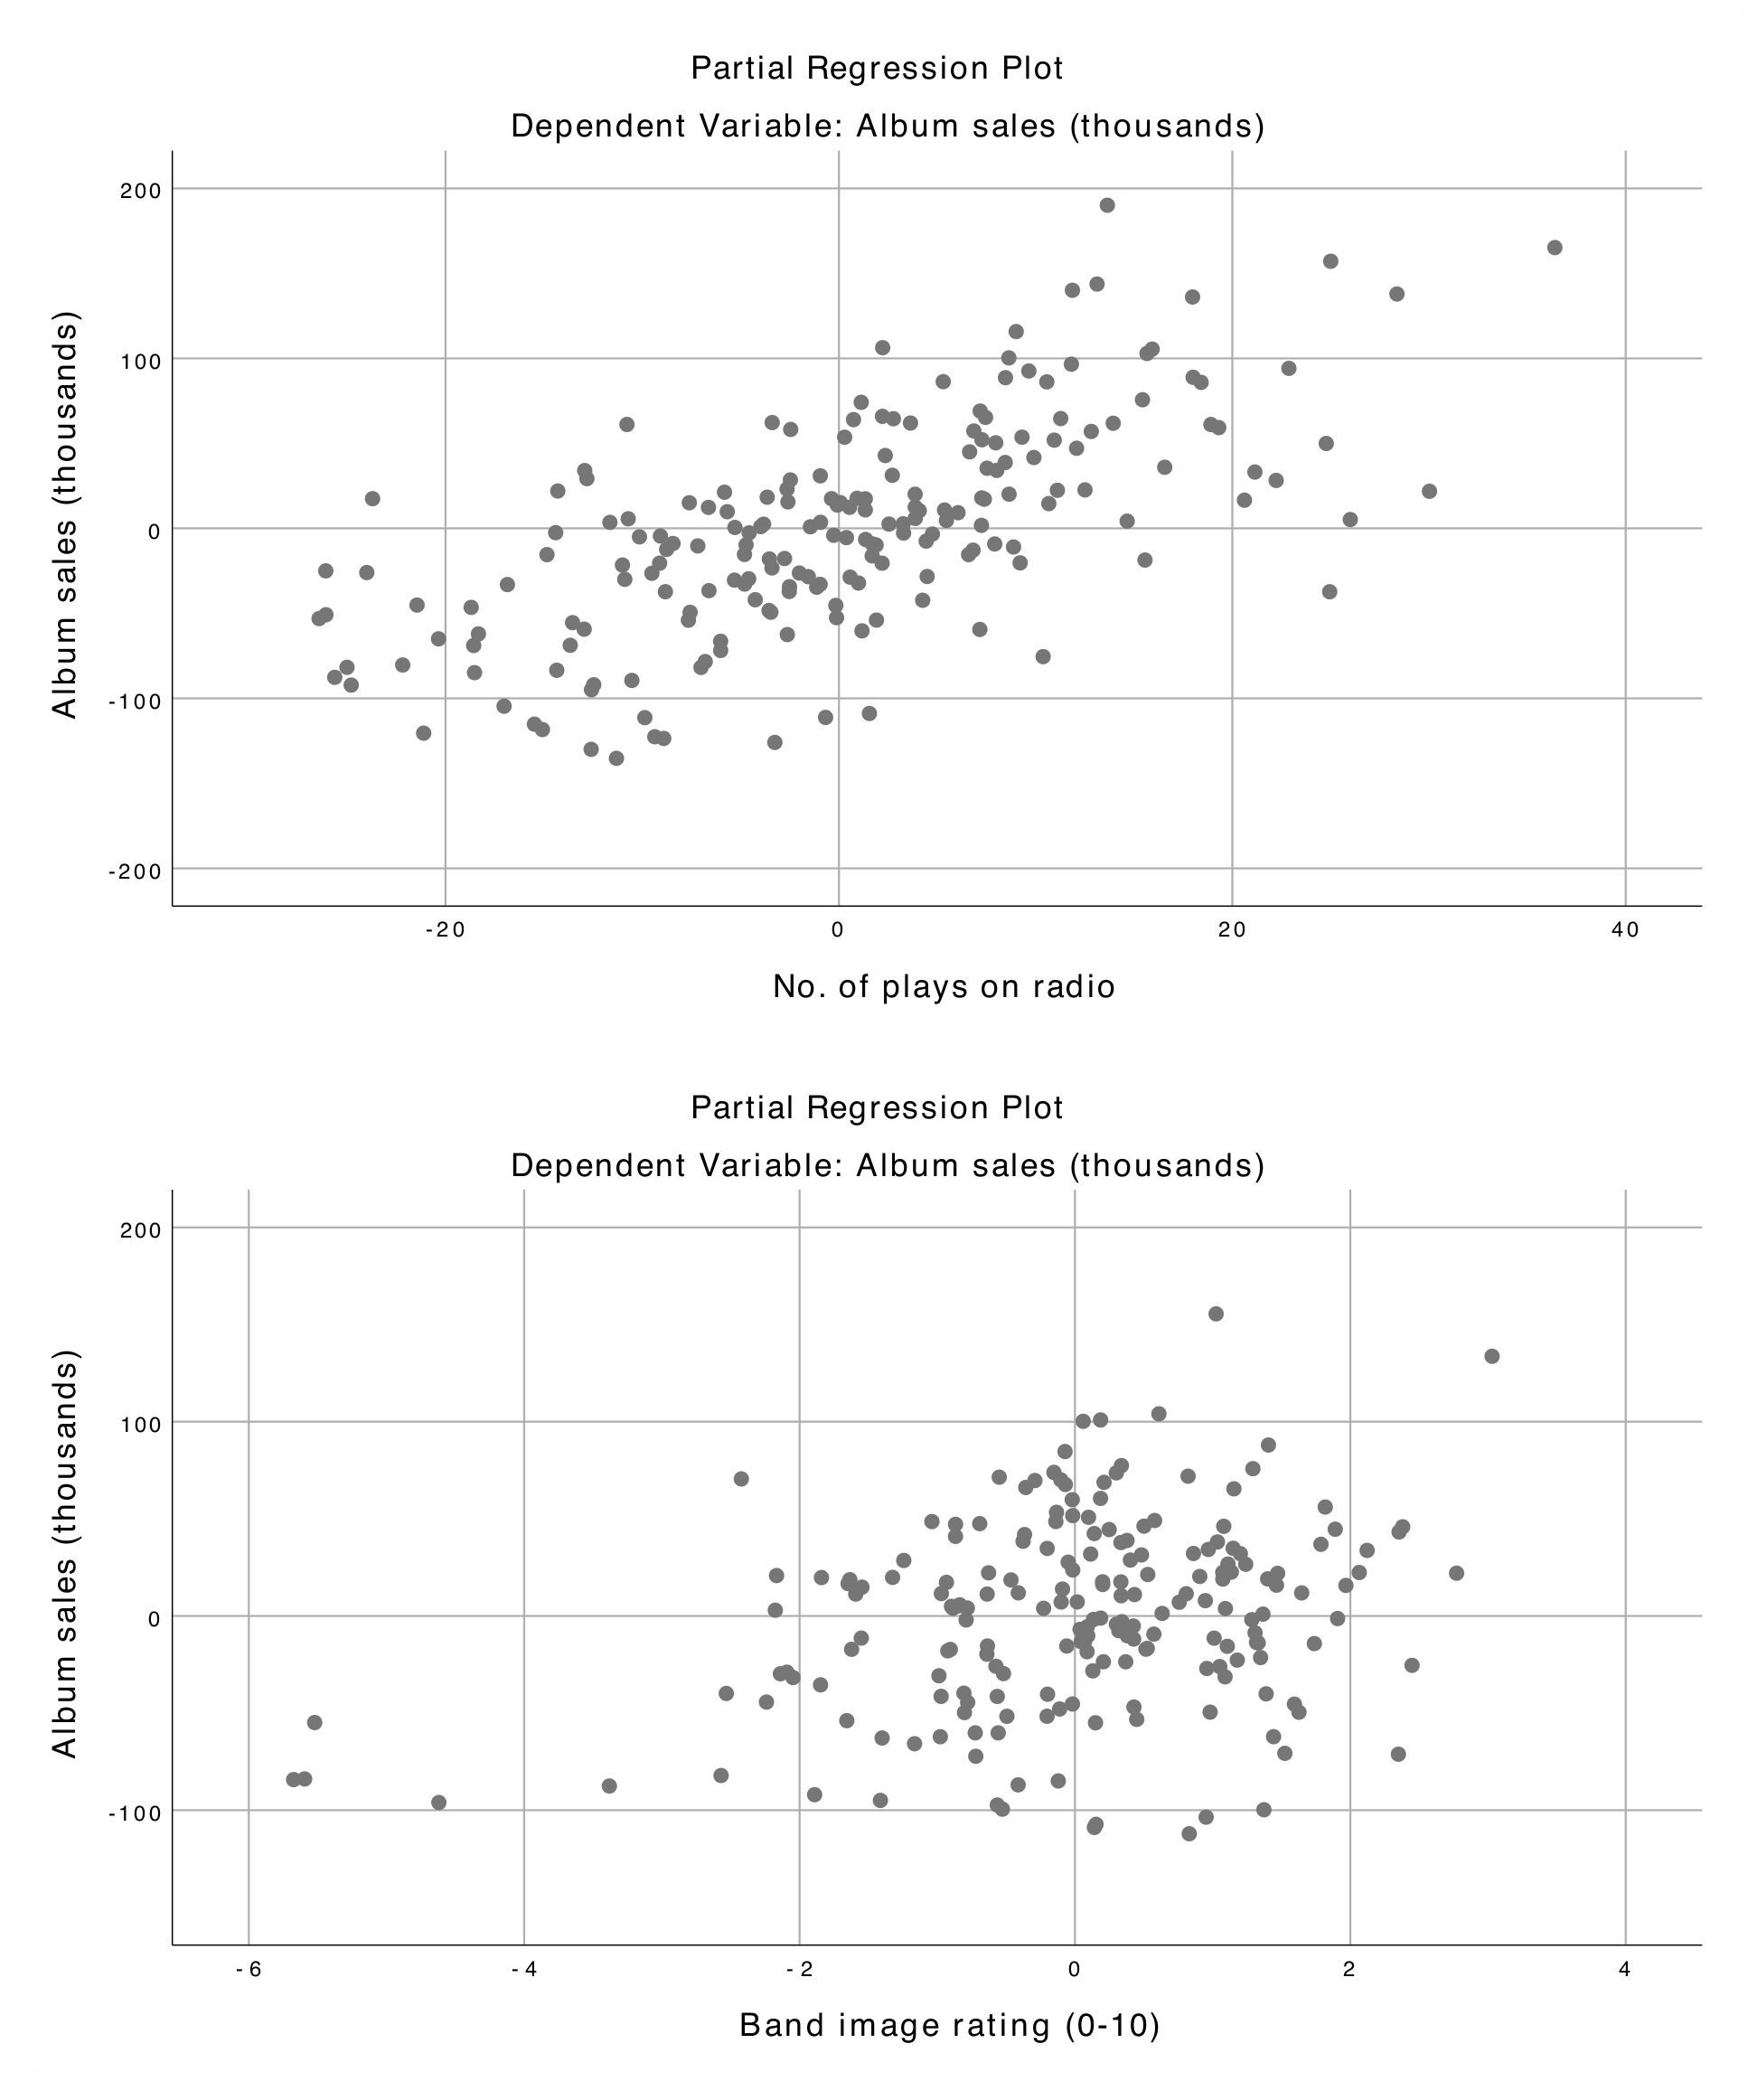 Partial Regression Plot
Dependent Variable: Album sales (thousands)
Album sales (thousands)
200
100
0
-100
-200
-20
0
20
40
No. of plays on radio
Partial Regression Plot
Dependent Variable: Album sales (thousands)
Album sales (thousands)
200
100
0
-100
-6
-4
-2
0
2
4
Band image rating (0-10)